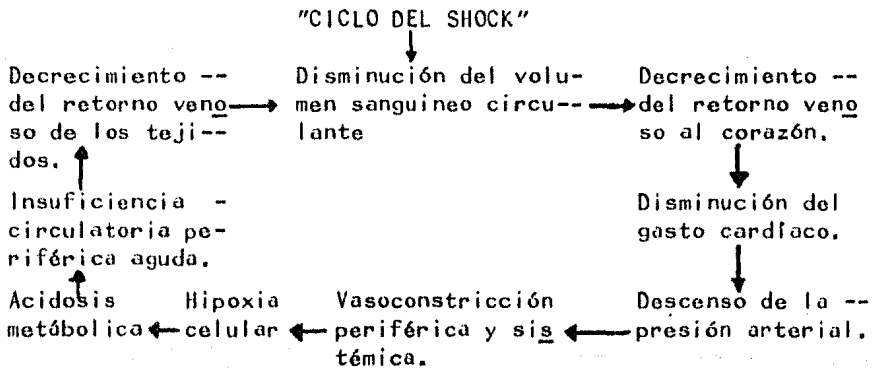 "CICLO DEL SHOCK"
Decrecimiento --
del retorno veno
so de los teji--
dos.
Disminución del volu-
men sanguineo circu--
lante
Decrecimiento --
del retorno veno
so al corazón.
Disminución del
gasto cardíaco.
Descenso de la --
presión arterial.
Vasoconstricción
periférica y sis
témica.
Hipoxia
celular
Acidosis
metábolica
Insuficiencia -
circulatoria pe-
riférica aguda.